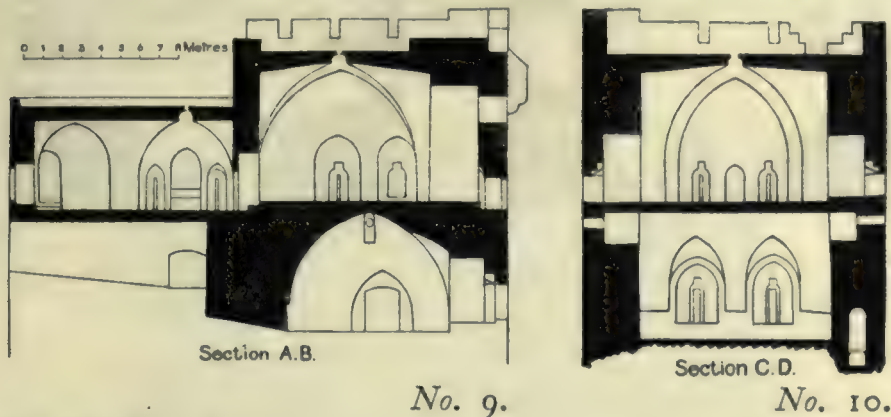 0 1 2 3 4 5 6 7 8 Metres
Section A.B.
Section C.D.
No. 9.
No. 10.